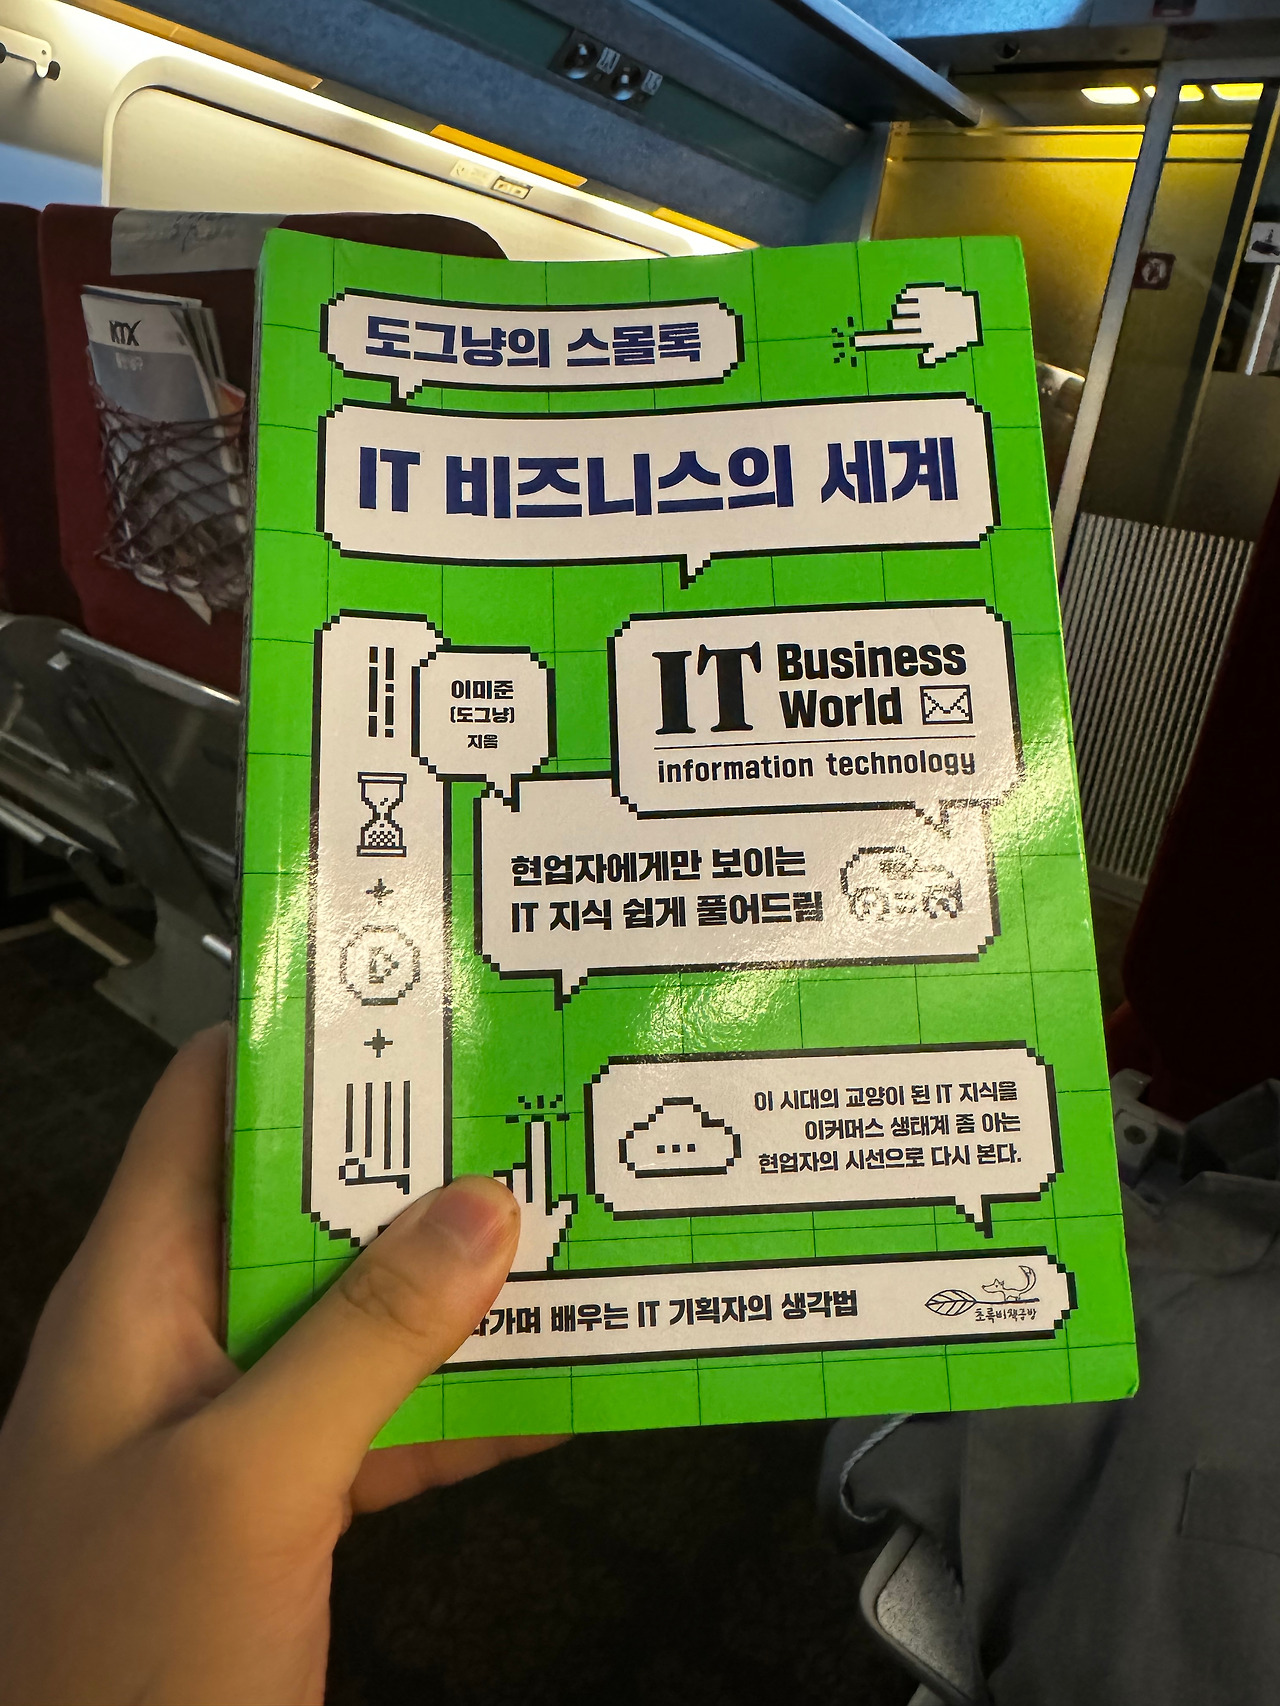 KTX
도그냥의 스몰톡
IT 비즈니스의 세계
이미준
(도그냥)
지음
IT Business
World
information technology
현업자에게만 보이는
IT 지식 쉽게 풀어드림
이 시대의 교양이 된 IT 지식을
이커머스 생태계 좀 아는
현업자의 시선으로 다시 본다.
배우는 IT 기획자의 생각법
초록비책공방